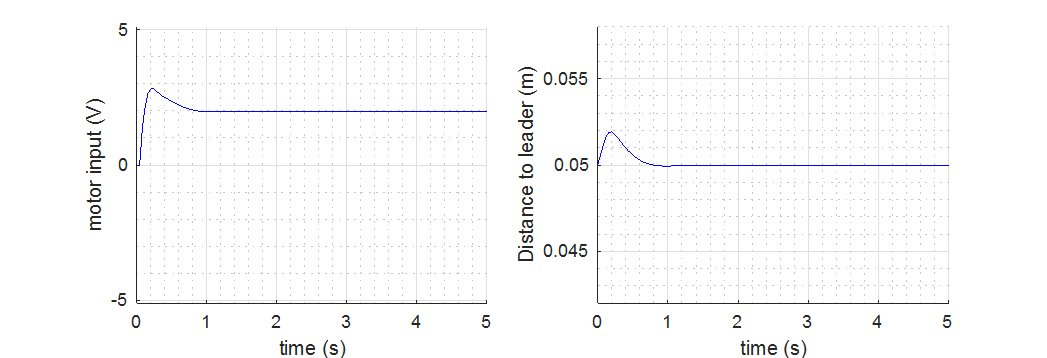 motor input (V)
5
0
-5
0 1 2 3 4 5
time (s)
Distance to leader (m)
0.055
0.05
0.045
0 1 2 3 4 5
time (s)